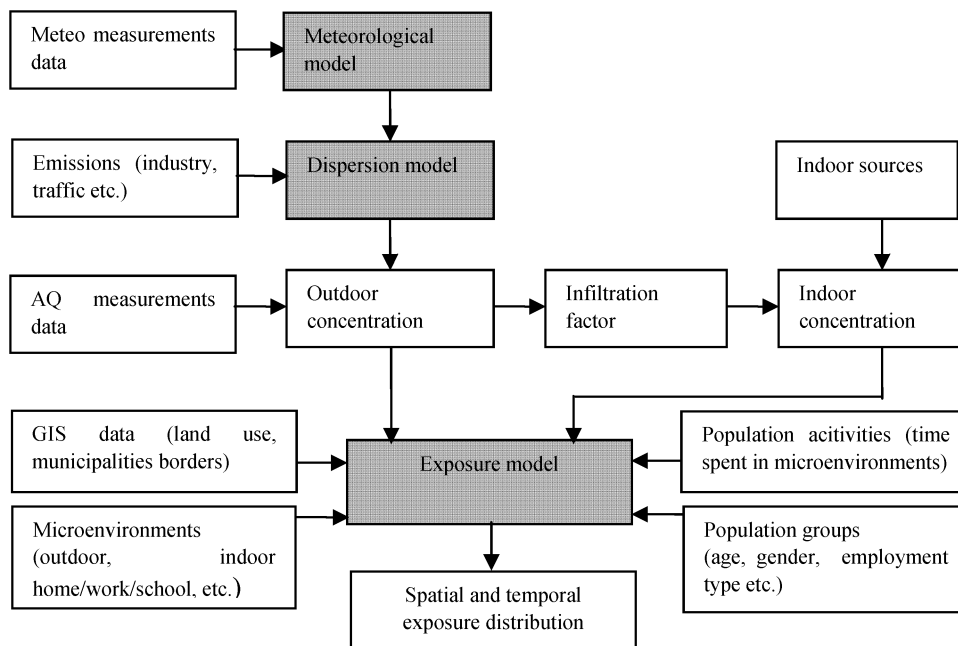 Meteo measurements
data
Meteorological
model
Emissions (industry,
traffic etc.)
Dispersion model
Indoor sources
AQ measurements
data
Outdoor
concentration
Infiltration
factor
Indoor
concentration
GIS data (land use,
municipalities borders)
Exposure model
Population acitivities (time
spent in microenvironments)
Microenvironments
(outdoor, indoor
home/work/school, etc.)
Population groups
(age, gender, employment
type etc.)
Spatial and temporal
exposure distribution